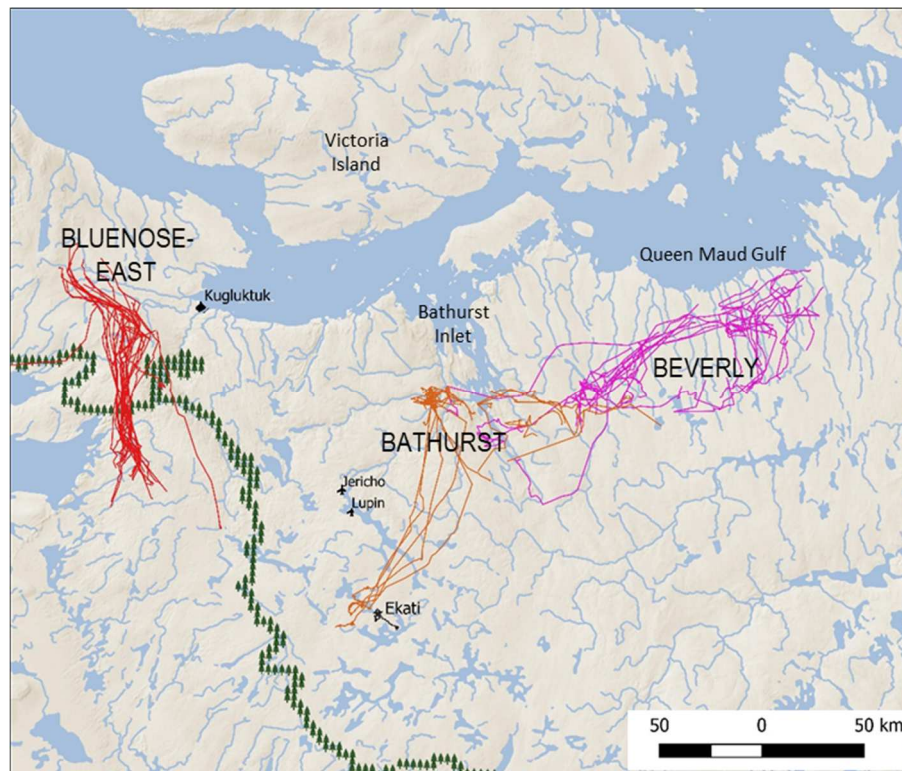 Victoria
Island
BLUENOSE-
EAST
Queen Maud Gulf
Kugluktuk
Bathurst
Inlet
BEVERLY
BATHURST
Jericho
Lupin
Ekati
50 0 50 km